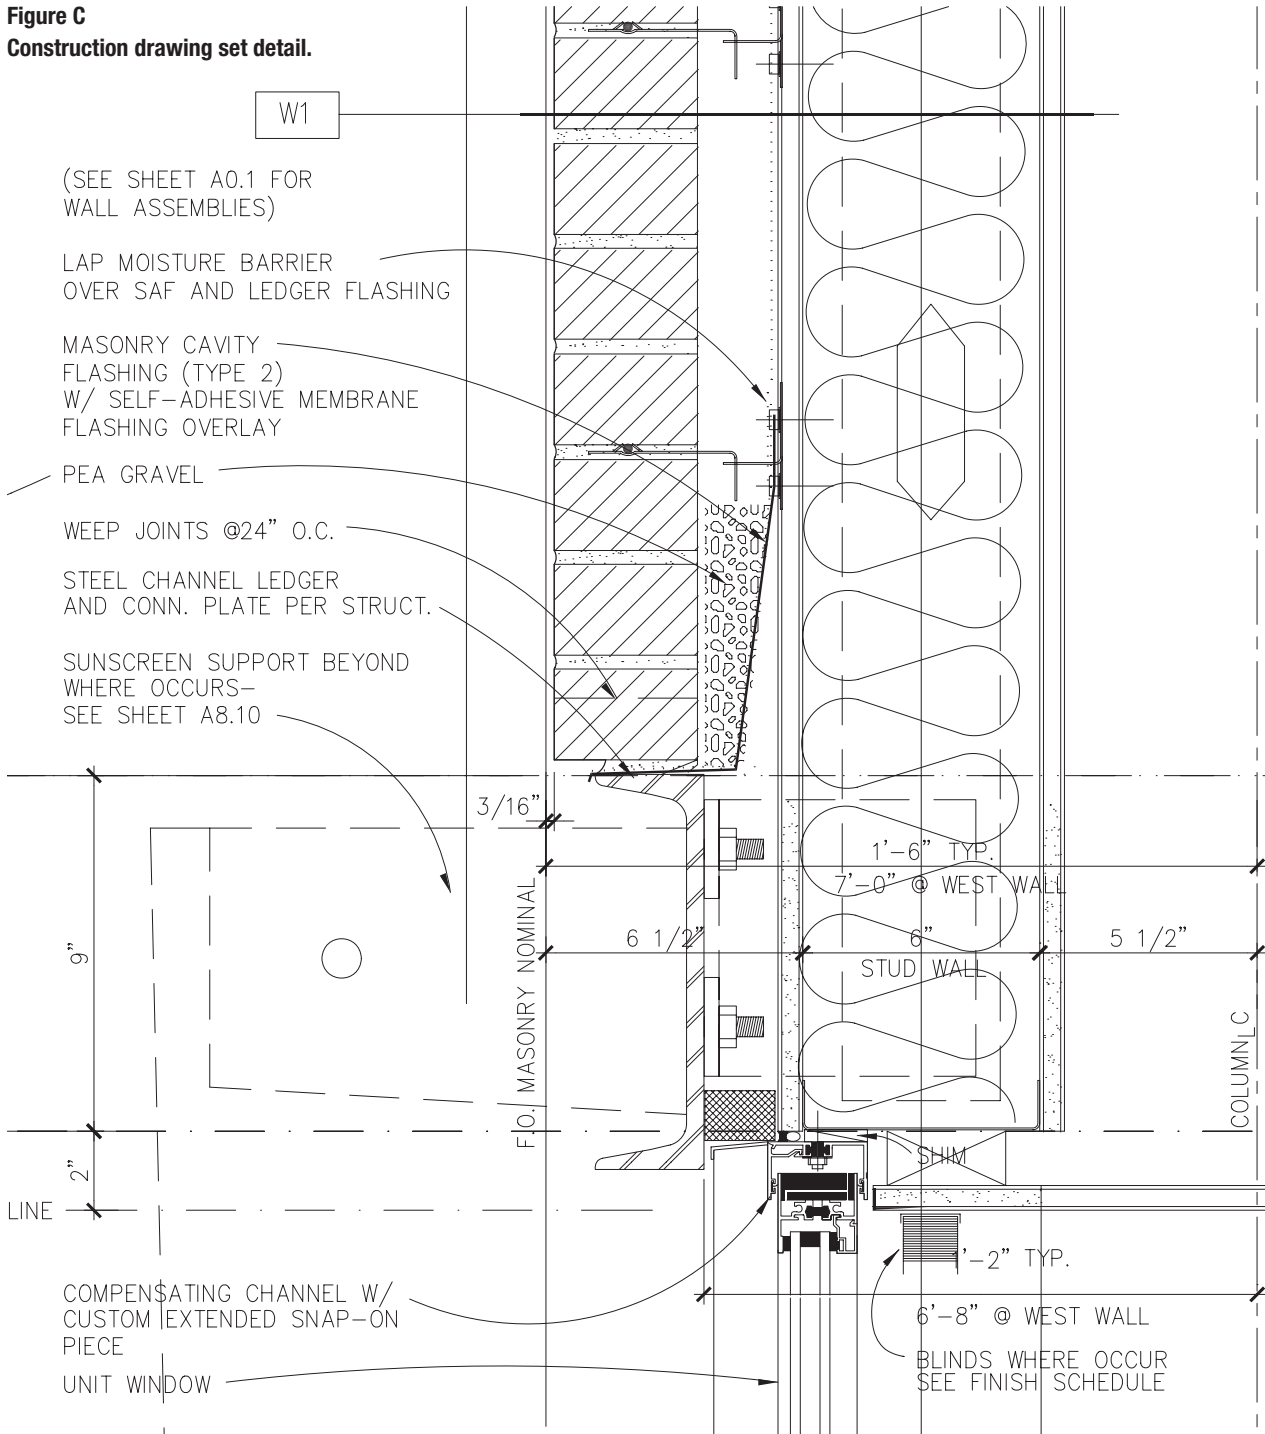 Figure C
Construction drawing set detail.
W1
(SEE SHEET A0.1 FOR
WALL ASSEMBLIES)
LAP MOISTURE BARRIER
OVER SAF AND LEDGER FLASHING
MASONRY CAVITY
FLASHING (TYPE 2)
W/ SELF-ADHESIVE MEMBRANE
FLASHING OVERLAY
PEA GRAVEL
WEEP JOINTS @24" O.C.
STEEL CHANNEL LEDGER
AND CONN. PLATE PER STRUCT.
SUNSCREEN SUPPORT BEYOND
WHERE OCCURS-
SEE SHEET A8.10
3/16"
1'-6" TYP.
7'-0" @ WEST WALL
9"
F.O. MASONRY NOMINAL
6 1/2"
6"
STUD WALL
5 1/2"
COLUMN LC
2"
SHIM
LINE
1'-2" TYP.
COMPENSATING CHANNEL W/
CUSTOM EXTENDED SNAP-ON
PIECE
6'-8" @ WEST WALL
UNIT WINDOW
BLINDS WHERE OCCUR
SEE FINISH SCHEDULE